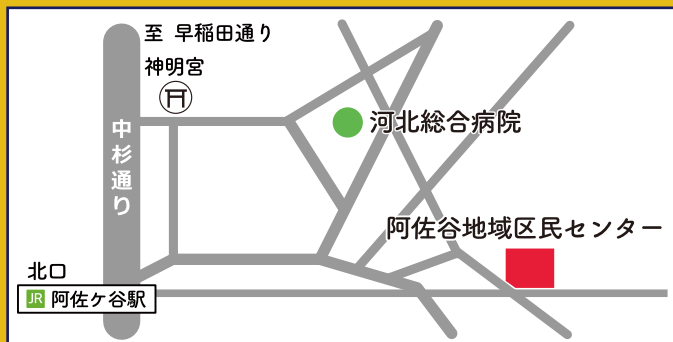 至 早稲田通り
神明宮
中杉通り
河北総合病院
阿佐谷地域区民センター
北口
JR 阿佐ケ谷駅